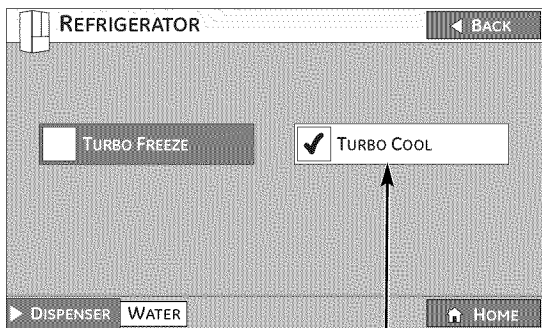 REFRIGERATOR
BACK
TURBO FREEZE
TURBO COOL
DISPENSER WATER
HOME